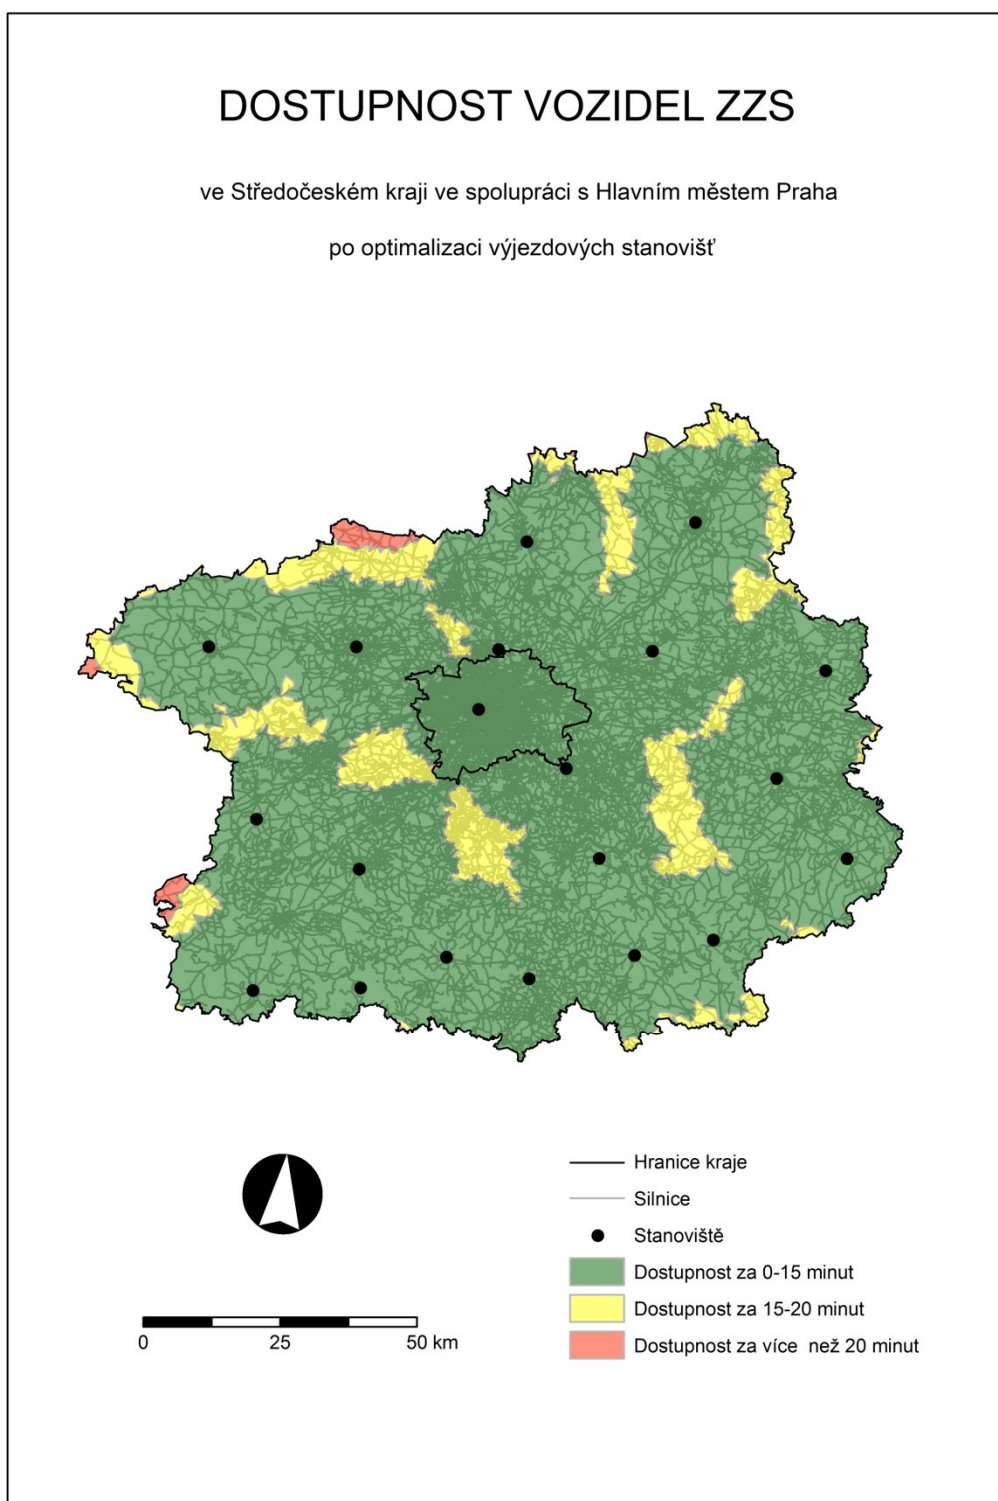 DOSTUPNOST VOZIDEL ZZS
ve Středočeském kraji ve spolupráci s Hlavním městem Praha
po optimalizaci výjezdových stanovišť
Hranice kraje
Silnice
Stanoviště
Dostupnost za 0-15 minut
Dostupnost za 15-20 minut
Dostupnost za více než 20 minut
0 25 50 km